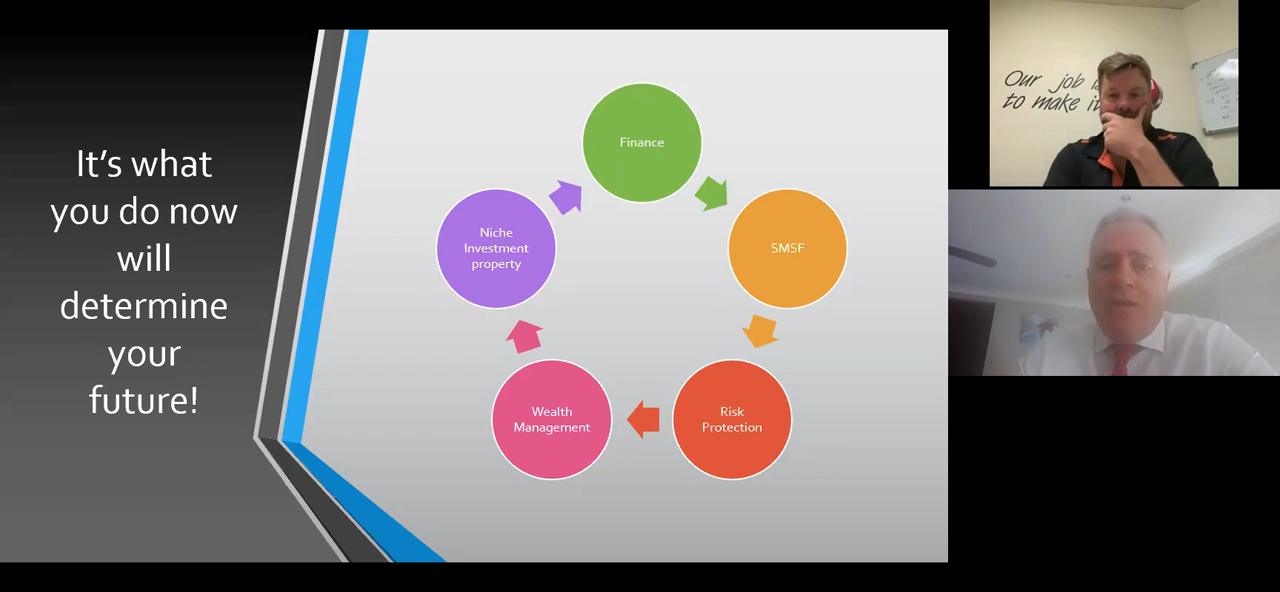 It's what
you do now
will
determine
your
future!
Finance
SMSF
Risk
Protection
Wealth
Management
Niche
Investment
property
Our job i
to make it